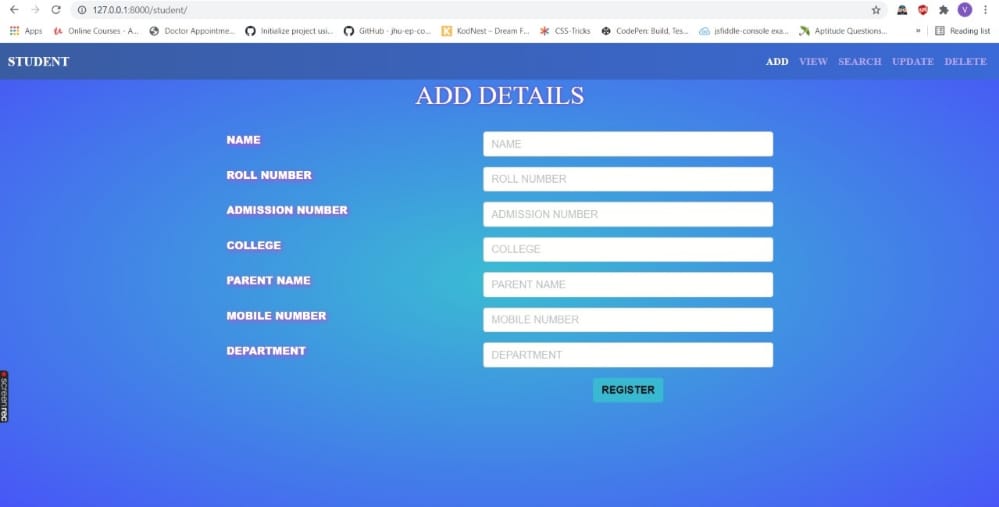 127.0.0.1:8000/student/
Apps Online Courses - A... Doctor Appointme... Initialize project usi... GitHub - jhu-ep-co... KodNest – Dream F... CSS-Tricks CodePen: Build, Tes... jsfiddle-console exa... Aptitude Questions... » Reading list
STUDENT ADD VIEW SEARCH UPDATE DELETE
ADD DETAILS
NAME NAME
ROLL NUMBER ROLL NUMBER
ADMISSION NUMBER ADMISSION NUMBER
COLLEGE COLLEGE
PARENT NAME PARENT NAME
MOBILE NUMBER MOBILE NUMBER
DEPARTMENT DEPARTMENT
REGISTER
screenrec
V